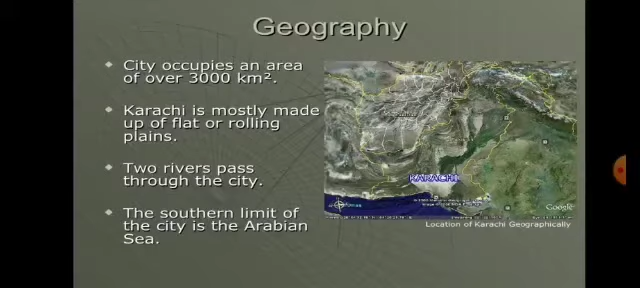 Geography
City occupies an area
of over 3000 km².
Karachi is mostly made
up of flat or rolling
plains.
Two rivers pass
through the city.
The southern limit of
the city is the Arabian
Sea.
KARACHI
Google
Location of Karachi Geographically